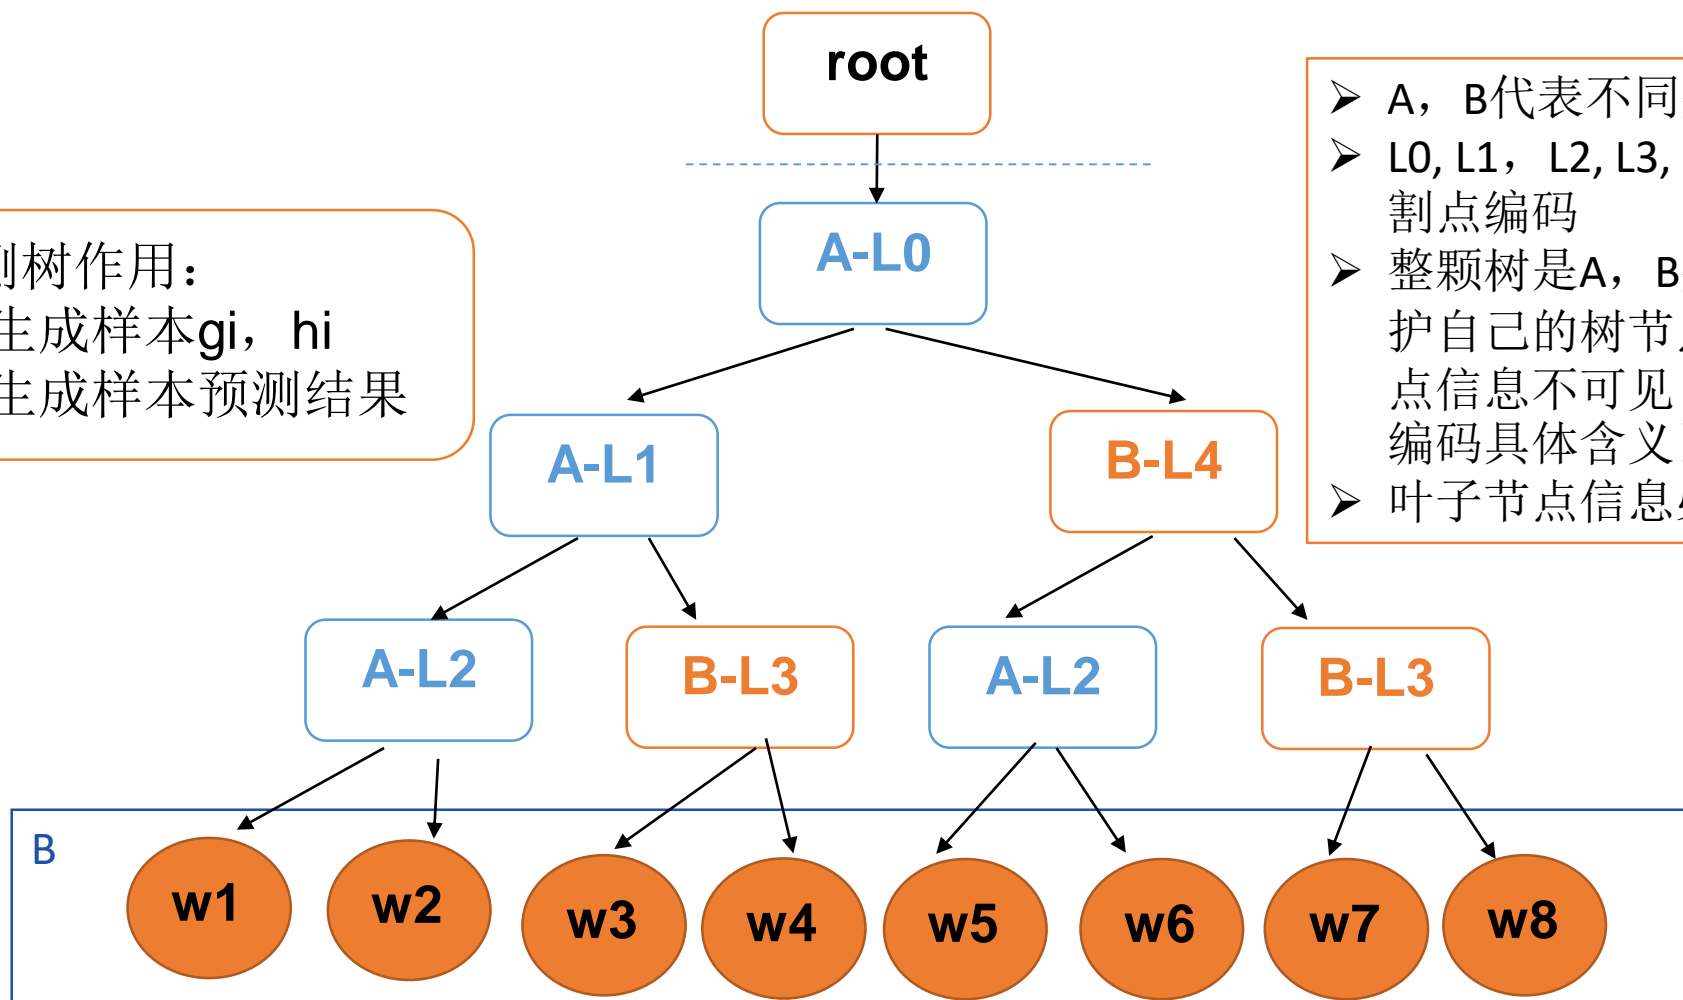 root
A，B代表不同
L0, L1，L2, L3,
割点编码
整颗树是A，B
护自己的树节
点信息不可见
编码具体含义
叶子节点信息
测树作用：
生成样本gi，hi
生成样本预测结果
A-L0
A-L1
B-L4
A-L2
B-L3
A-L2
B-L3
B
w1
w2
w3
w4
w5
w6
w7
w8